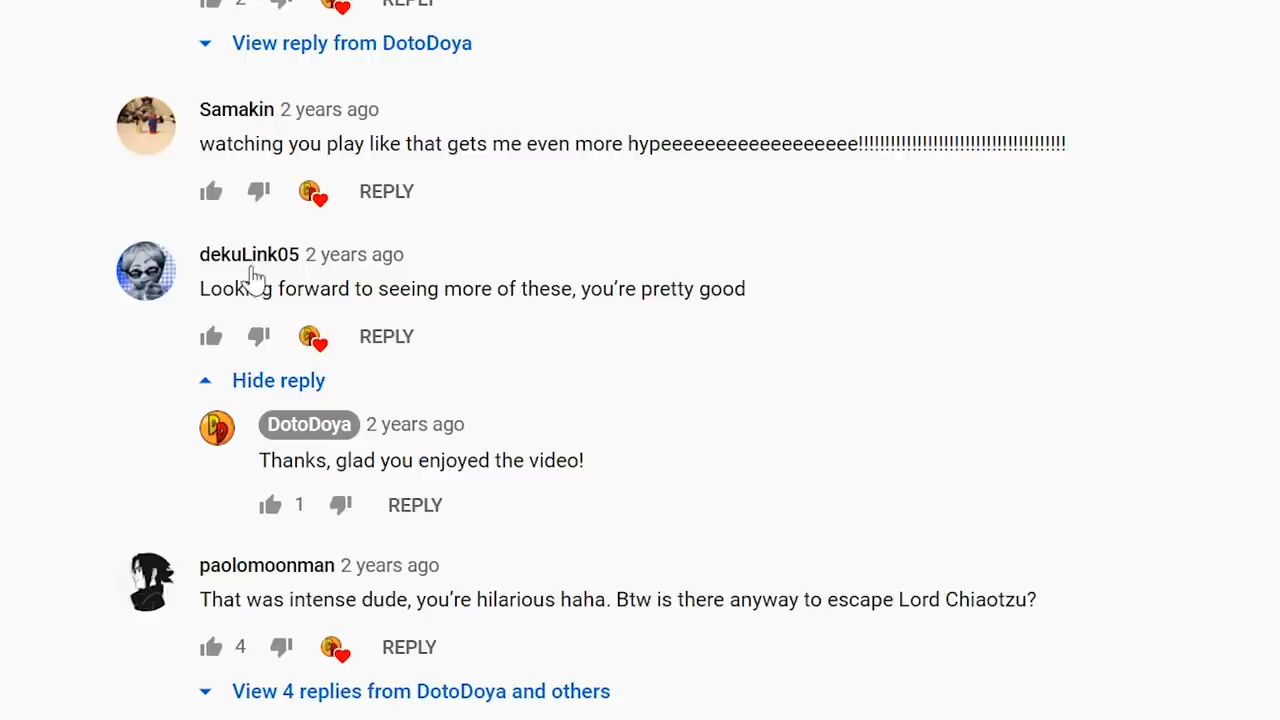 2 REPLY
View reply from DotoDoya
Samakin 2 years ago
watching you play like that gets me even more hypeeeeeeeeeeeeeeeeee!!!!!!!!!!!!!!!!!!!!!!!!!!!!!!!!!!!!!!!
REPLY
dekuLink05 2 years ago
Looking forward to seeing more of these, you’re pretty good
REPLY
Hide reply
DotoDoya 2 years ago
Thanks, glad you enjoyed the video!
1 REPLY
paolomoonman 2 years ago
That was intense dude, you’re hilarious haha. Btw is there anyway to escape Lord Chiaotzu?
4 REPLY
View 4 replies from DotoDoya and others